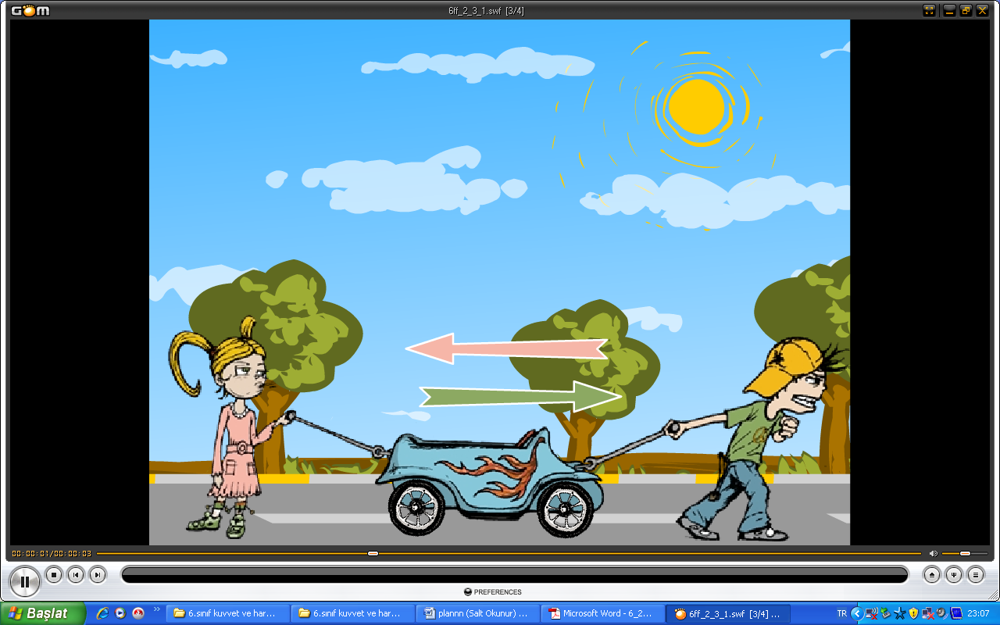 GOM
6ff_2_3_1.swf [3/4]
00:00:01/00:00:03
PREFERENCES
Başlat
6.sınıf kuvvet ve har...
6.sınıf kuvvet ve har...
plannn (Salt Okunur) ...
Microsoft Word - 6_2...
6ff_2_3_1.swf [3/4] ...
TR
23:07